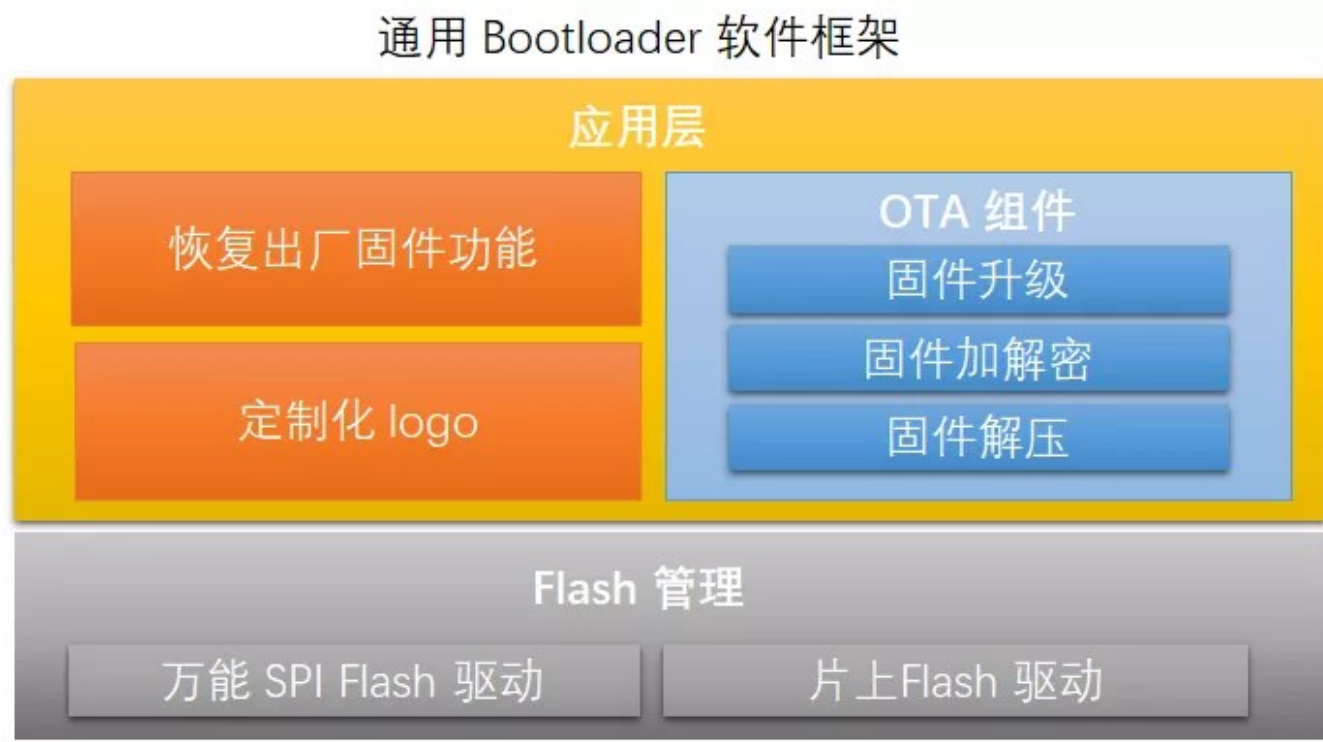 通用 Bootloader 软件框架
应用层
恢复出厂固件功能
定制化 logo
OTA 组件
固件升级
固件加解密
固件解压
Flash 管理
万能 SPI Flash 驱动
片上Flash 驱动